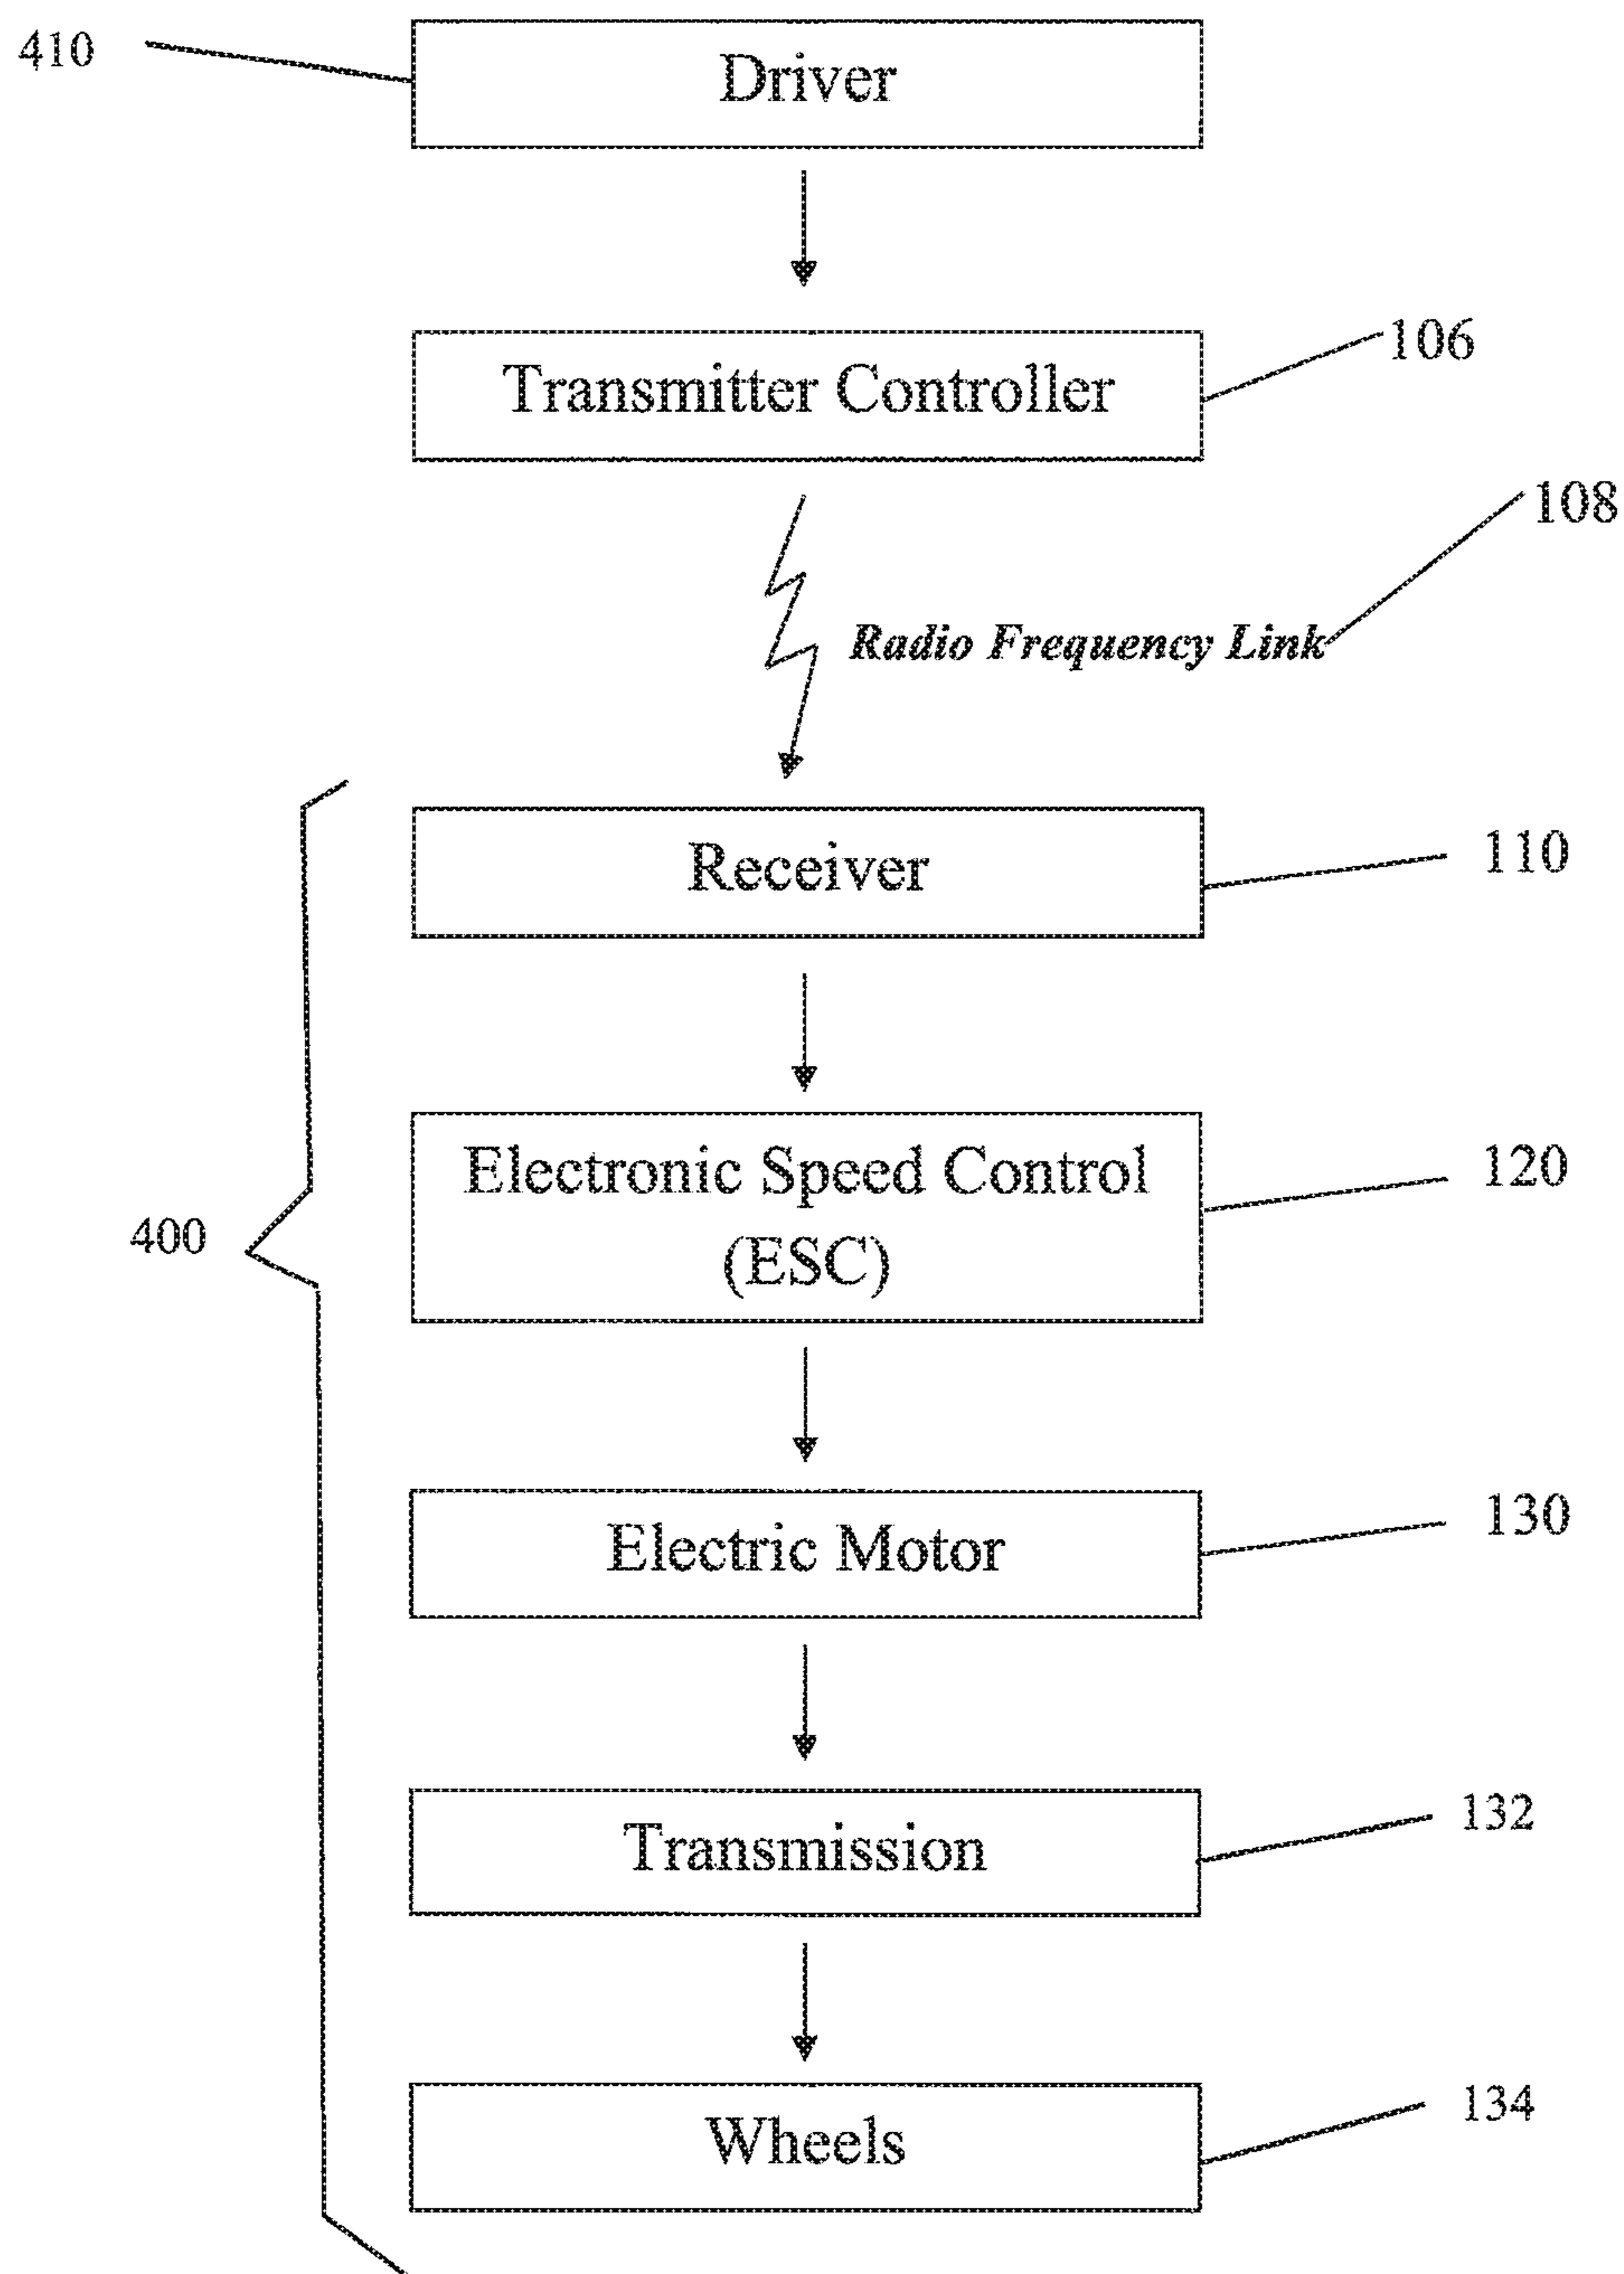 410
Driver
106
Transmitter Controller
108
Radio Frequency Link
Receiver
110
Electronic Speed Control
(ESC)
120
400
Electric Motor
130
Transmission
132
Wheels
134